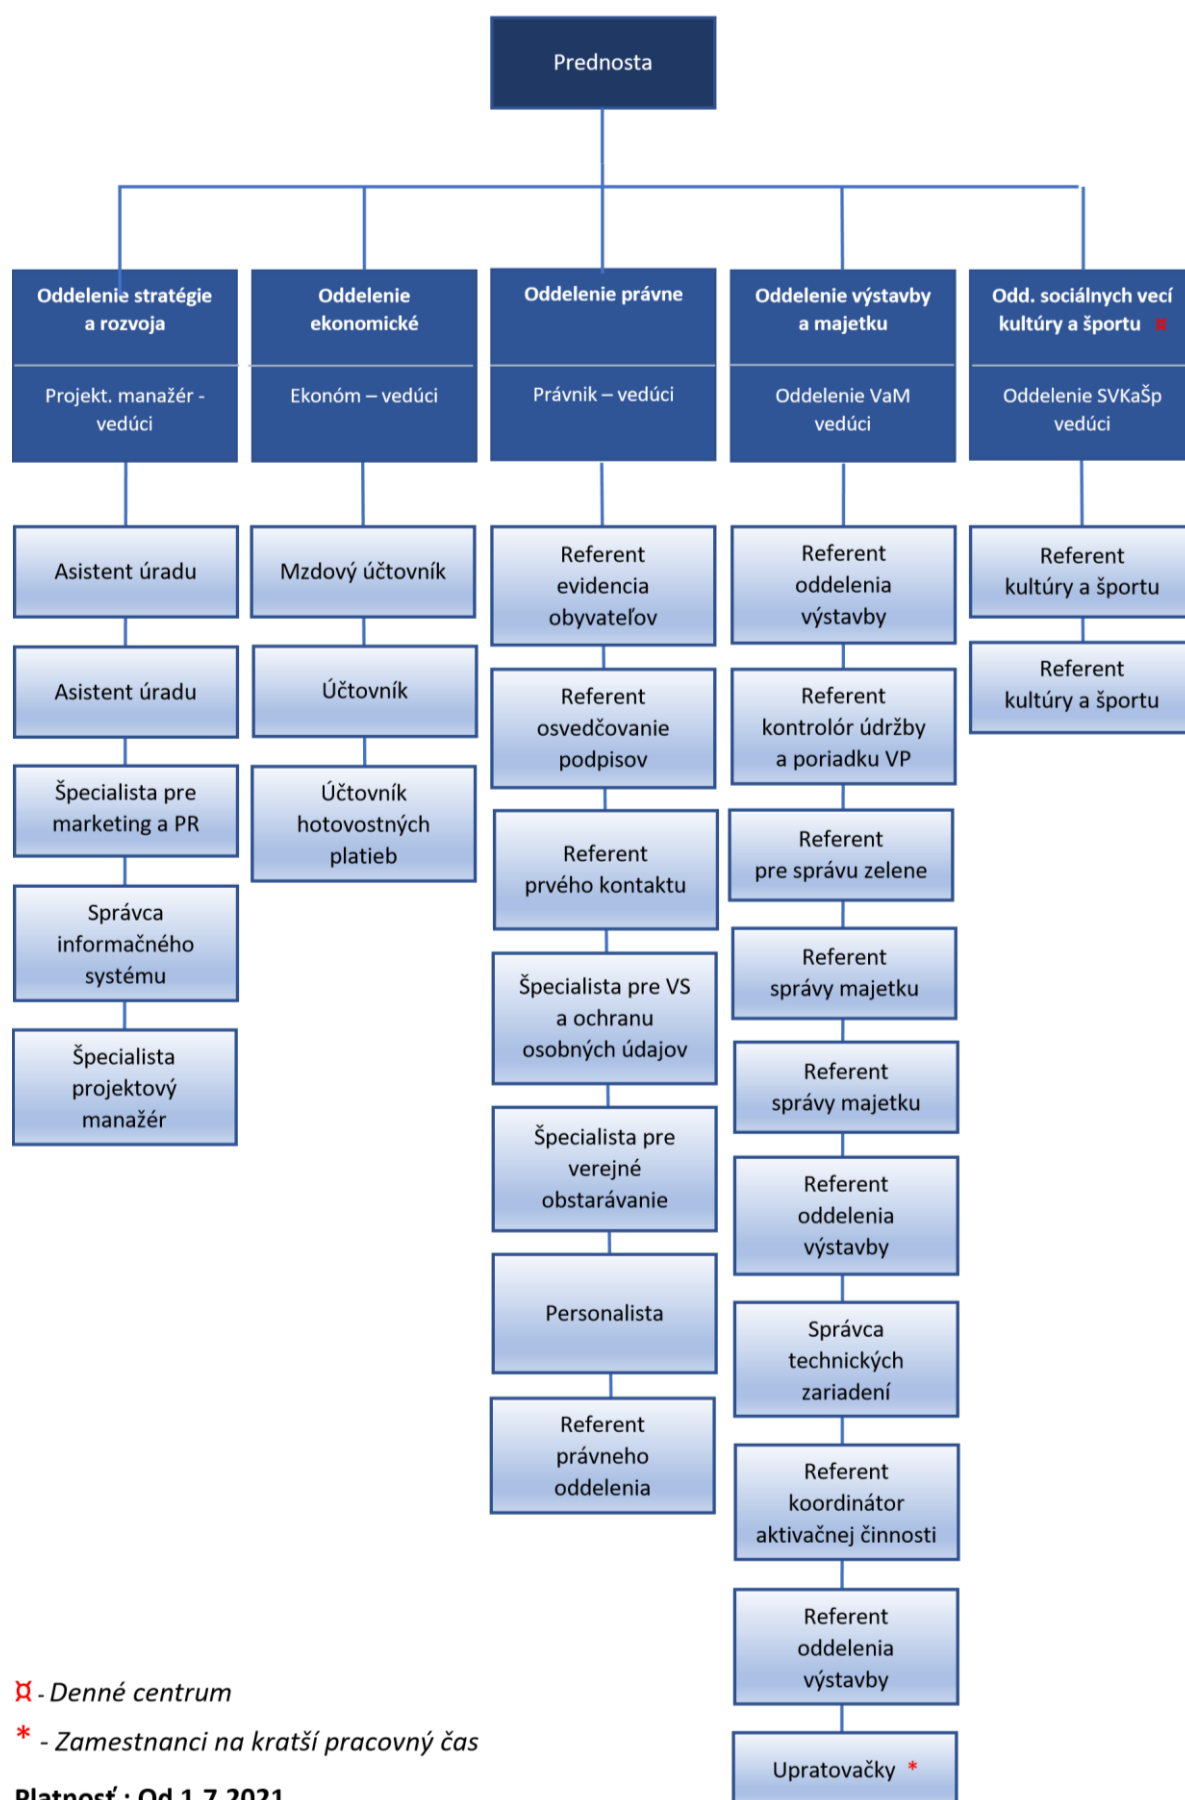 Prednosta
Oddelenie stratégie
a rozvoja
Projekt. manažér -
vedúci
Oddelenie
ekonomické
Ekonóm – vedúci
Oddelenie právne
Právnik – vedúci
Oddelenie výstavby
a majetku
Oddelenie VaM
vedúci
Odd. sociálnych vecí
kultúry a športu ¤
Oddelenie SVKaŠp
vedúci
Asistent úradu
Asistent úradu
Špecialista pre
marketing a PR
Správca
informačného
systému
Špecialista
projektový
manažér
Mzdový účtovník
Účtovník
Účtovník
hotovostných
platieb
Referent
evidencia
obyvateľov
Referent
osvedčovanie
podpisov
Referent
prvého kontaktu
Špecialista pre VS
a ochranu
osobných údajov
Špecialista pre
verejné
obstarávanie
Personalista
Referent
právneho
oddelenia
Referent
oddelenia
výstavby
Referent
kontrolór údržby
a poriadku VP
Referent
pre správu zelene
Referent
správy majetku
Referent
správy majetku
Referent
oddelenia
výstavby
Správca
technických
zariadení
Referent
koordinátor
aktivačnej činnosti
Referent
oddelenia
výstavby
Upratovačky *
Referent
kultúry a športu
Referent
kultúry a športu
¤ - Denné centrum
* - Zamestnanci na kratší pracovný čas
Platnosť : Od 1.7.2021